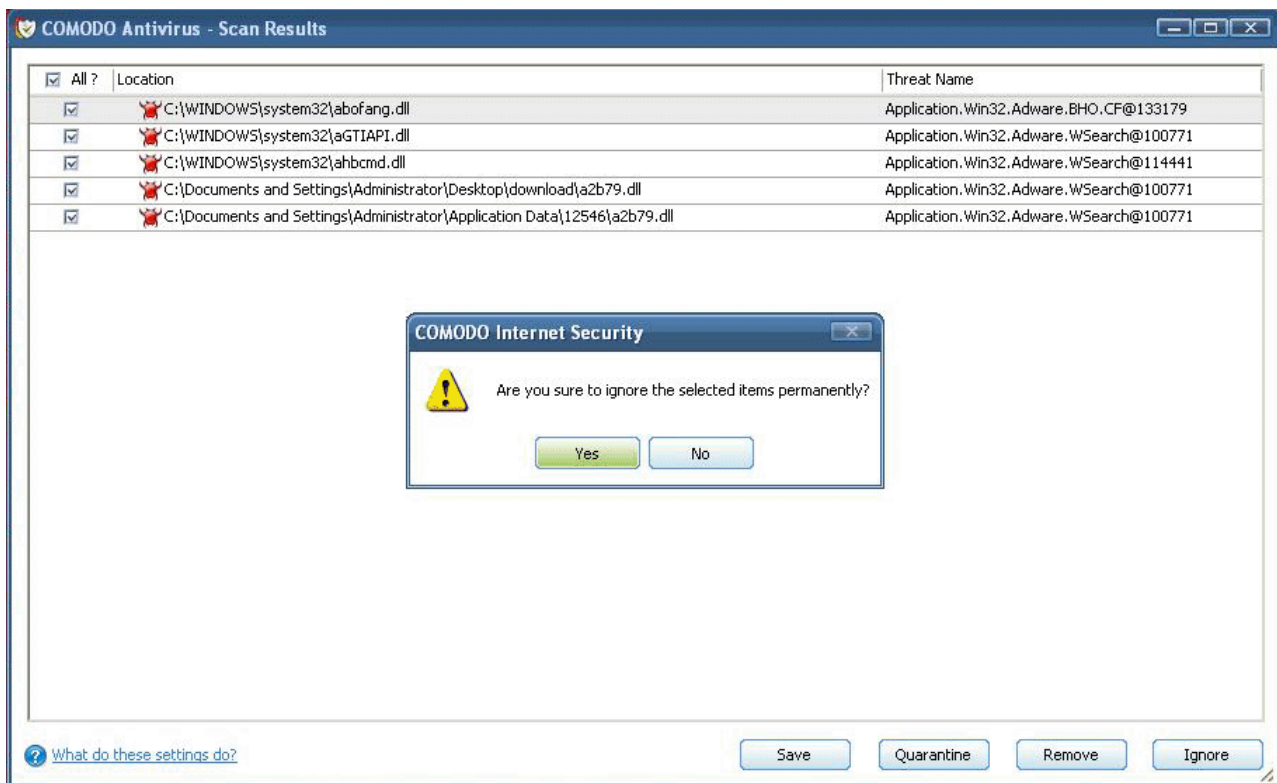 COMODO Antivirus - Scan Results
All ? Location Threat Name
C:\WINDOWS\system32\abofang.dll Application.Win32.Adware.BHO.CF@133179
C:\WINDOWS\system32\aGTIAPI.dll Application.Win32.Adware.WSearch@100771
C:\WINDOWS\system32\ahbcmd.dll Application.Win32.Adware.WSearch@114441
C:\Documents and Settings\Administrator\Desktop\download\a2b79.dll Application.Win32.Adware.WSearch@100771
C:\Documents and Settings\Administrator\Application Data\12546\a2b79.dll Application.Win32.Adware.WSearch@100771
COMODO Internet Security
Are you sure to ignore the selected items permanently?
Yes No
What do these settings do? Save Quarantine Remove Ignore